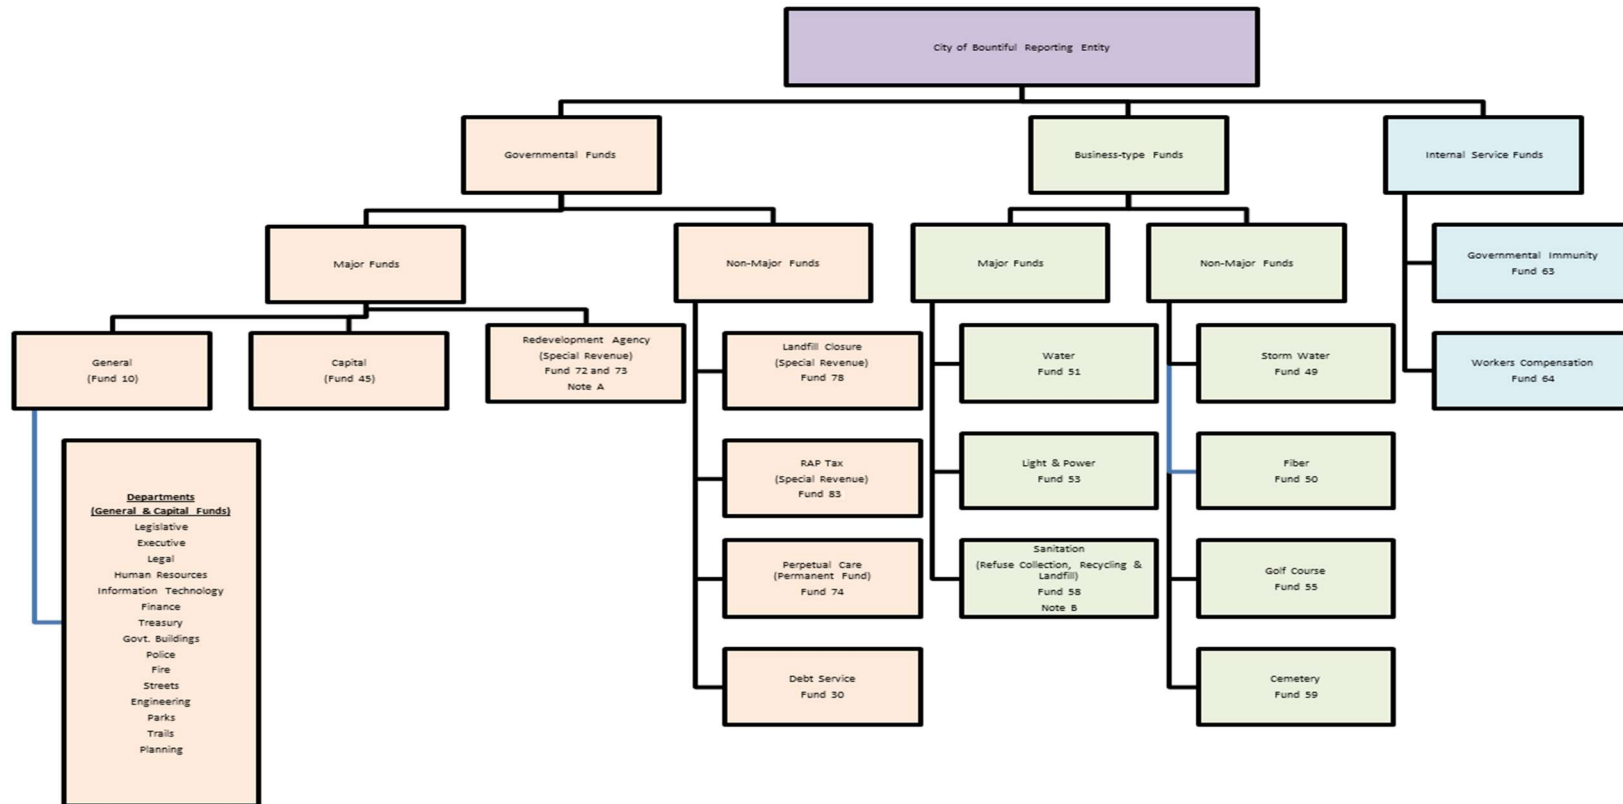 City of Bountiful Reporting Entity
Governmental Funds
Business-type Funds
Internal Service Funds
Major Funds
Non-Major Funds
Major Funds
Non-Major Funds
Governmental Immunity
Fund 63
General
(Fund 10)
Capital
(Fund 45)
Redevelopment Agency
(Special Revenue)
Fund 72 and 73
Note A
Landfill Closure
(Special Revenue)
Fund 78
Water
Fund 51
Storm Water
Fund 49
Workers Compensation
Fund 64
Departments
(General & Capital Funds)
Legislative
Executive
Legal
Human Resources
Information Technology
Finance
Treasury
Govt. Buildings
Police
Fire
Streets
Engineering
Parks
Trails
Planning
RAP Tax
(Special Revenue)
Fund 83
Light & Power
Fund 53
Fiber
Fund 50
Perpetual Care
(Permanent Fund)
Fund 74
Sanitation
(Refuse Collection, Recycling &
Landfill)
Fund 58
Note B
Golf Course
Fund 55
Debt Service
Fund 30
Cemetery
Fund 59